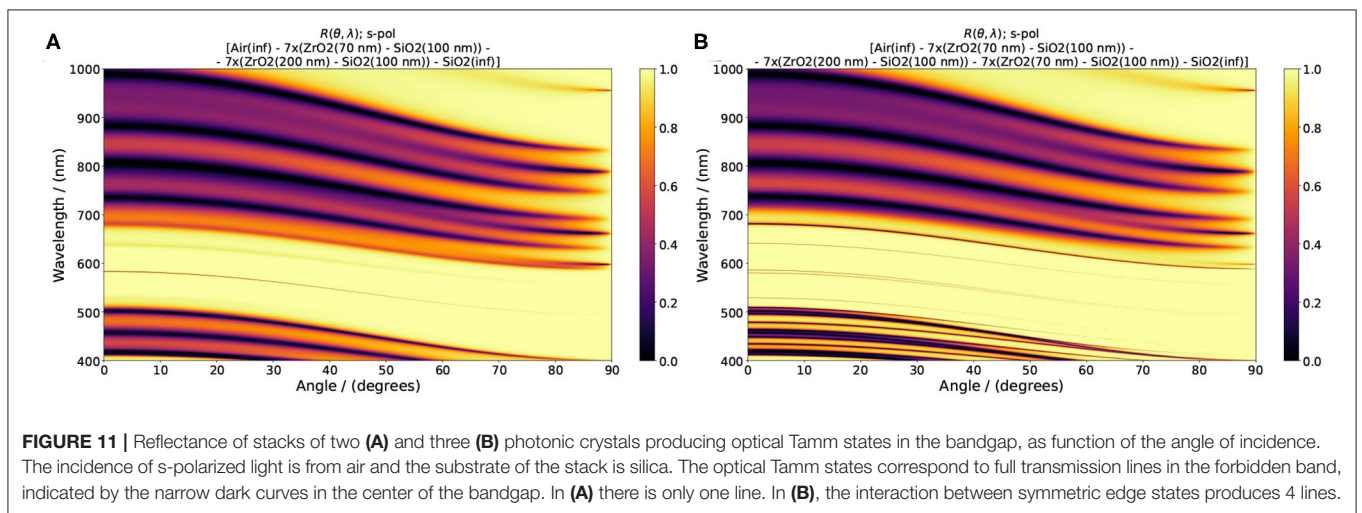 A
R(θ, λ); s-pol
[Air(inf) - 7x(ZrO2(70 nm) - SiO2(100 nm)) -
- 7x(ZrO2(200 nm) - SiO2(100 nm)) - SiO2(inf)]
1000
900
800
700
600
500
400
Wavelength / (nm)
0 10 20 30 40 50 60 70 80 90
Angle / (degrees)
1.0
0.8
0.6
0.4
0.2
0.0
B
R(θ, λ); s-pol
[Air(inf) - 7x(ZrO2(70 nm) - SiO2(100 nm)) -
- 7x(ZrO2(200 nm) - SiO2(100 nm)) - 7x(ZrO2(70 nm) - SiO2(100 nm)) - SiO2(inf)]
1000
900
800
700
600
500
400
Wavelength / (nm)
0 10 20 30 40 50 60 70 80 90
Angle / (degrees)
1.0
0.8
0.6
0.4
0.2
0.0
FIGURE 11 | Reflectance of stacks of two (A) and three (B) photonic crystals producing optical Tamm states in the bandgap, as function of the angle of incidence.
The incidence of s-polarized light is from air and the substrate of the stack is silica. The optical Tamm states correspond to full transmission lines in the forbidden band,
indicated by the narrow dark curves in the center of the bandgap. In (A) there is only one line. In (B), the interaction between symmetric edge states produces 4 lines.